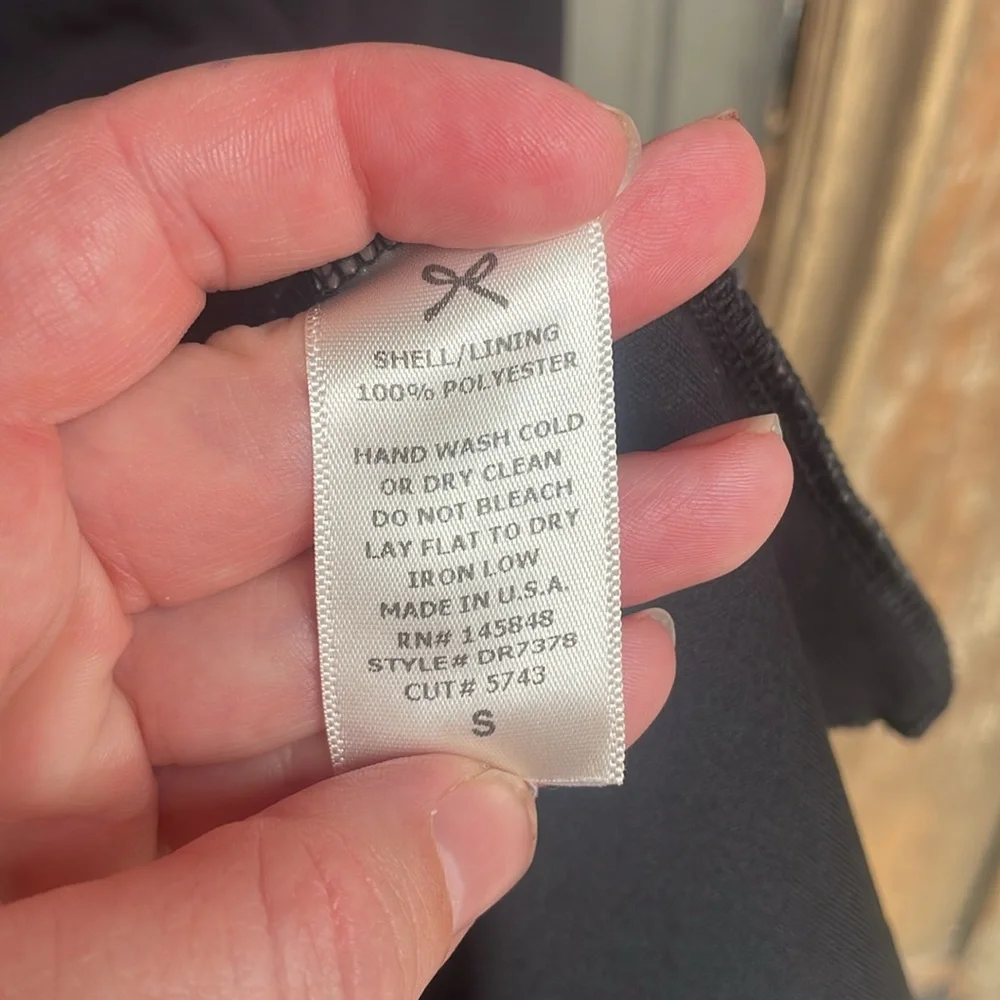 SHELL/LINING
100% POLYESTER
HAND WASH COLD
OR DRY CLEAN
DO NOT BLEACH
LAY FLAT TO DRY
IRON LOW
MADE IN U.S.A.
RN# 145848
STYLE# DR7378
CUT# 5743
S